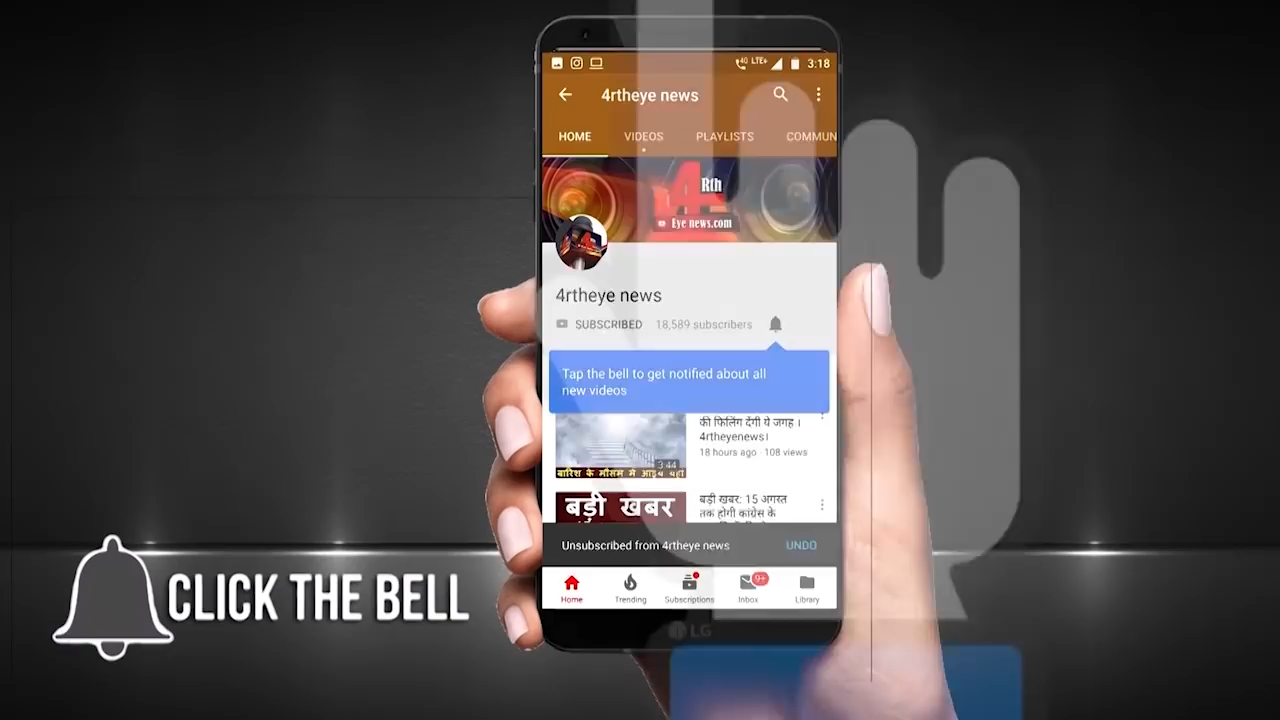 4G LTE+ 3:18
4rtheye news
HOME VIDEOS PLAYLISTS COMMUN
4 Rth
Eye news.com
4rtheye news
SUBSCRIBED 18,589 subscribers
Tap the bell to get notified about all
new videos
की फिलिंग देंगी ये जगह ।
4rtheyenews।
18 hours ago · 108 views
3:44
बारिश के मौसम में
बड़ी खबर
बड़ी खबर: 15 अगस्त
तक होगी कांग्रेस के
Unsubscribed from 4rtheye news UNDO
9+
Home Trending Subscriptions Inbox Library
LG
CLICK THE BELL